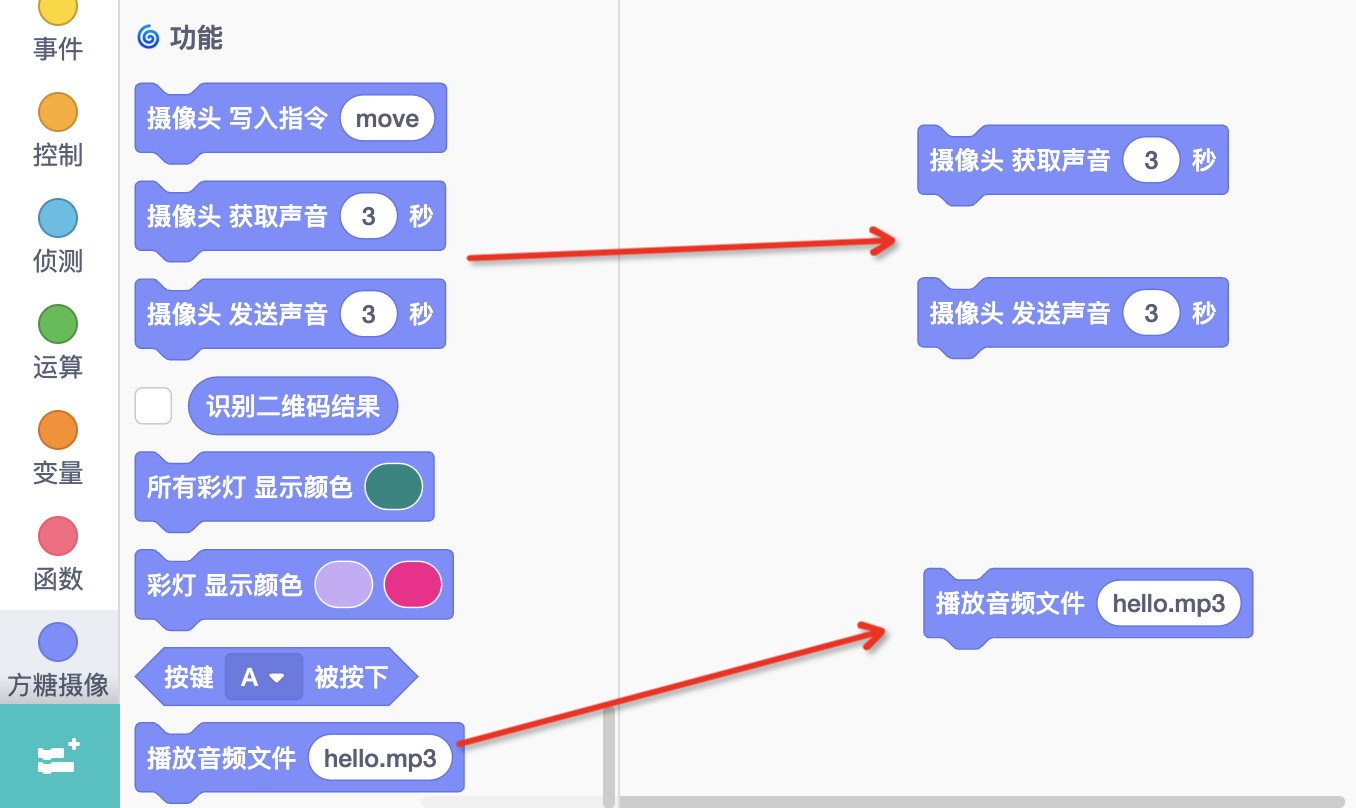 事件
控制
侦测
运算
变量
函数
方糖摄像
功能
摄像头 写入指令 move
摄像头 获取声音 3 秒
摄像头 发送声音 3 秒
识别二维码结果
所有彩灯 显示颜色
彩灯 显示颜色
按键 A 被按下
播放音频文件 hello.mp3
摄像头 获取声音 3 秒
摄像头 发送声音 3 秒
播放音频文件 hello.mp3